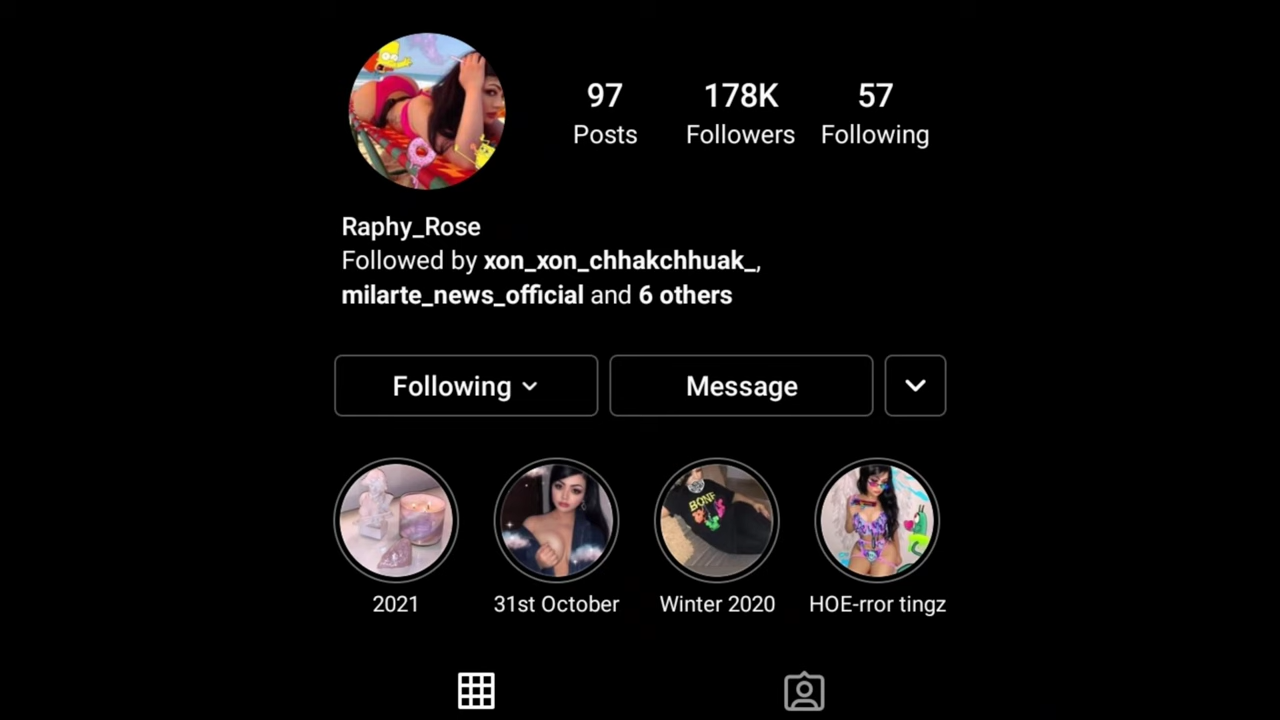 97 178K 57
Posts Followers Following
Raphy_Rose
Followed by xon_xon_chhakchhuak_,
milarte_news_official and 6 others
Following Message
BONE
2021 31st October Winter 2020 HOE-rror tingz